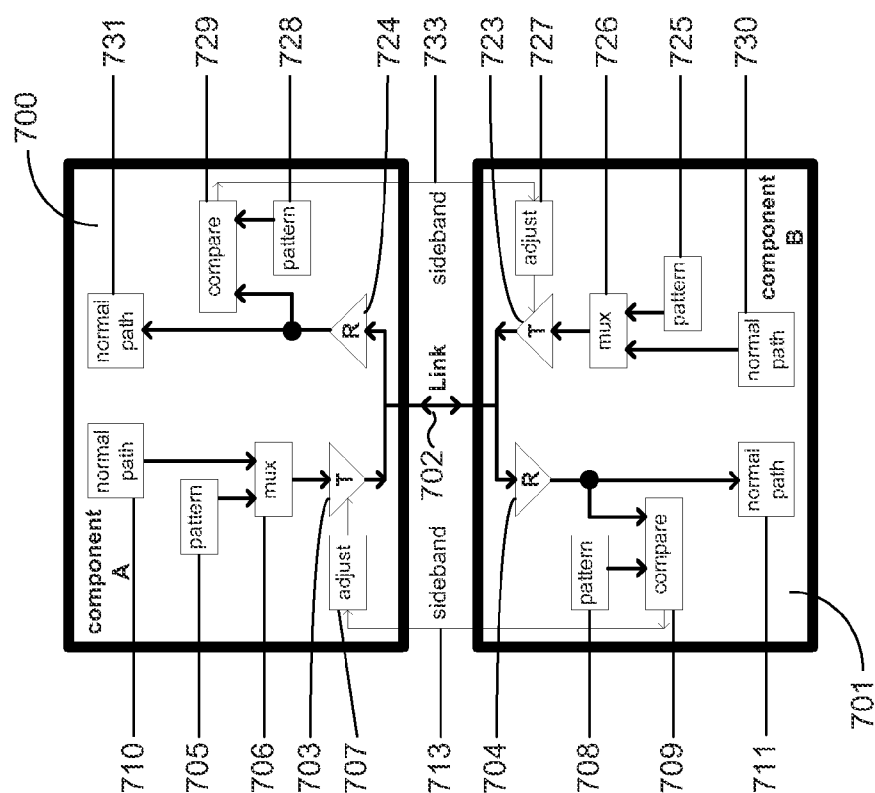 731
729
728
724
733
723
727
726
725
730
700
normal
path
compare
pattern
R
sideband
adjust
T
mux
pattern
normal
path
component
B
Link
702
normal
path
pattern
mux
T
adjust
component
A
sideband
R
pattern
compare
normal
path
710
705
706
703
707
713
704
708
709
711
701